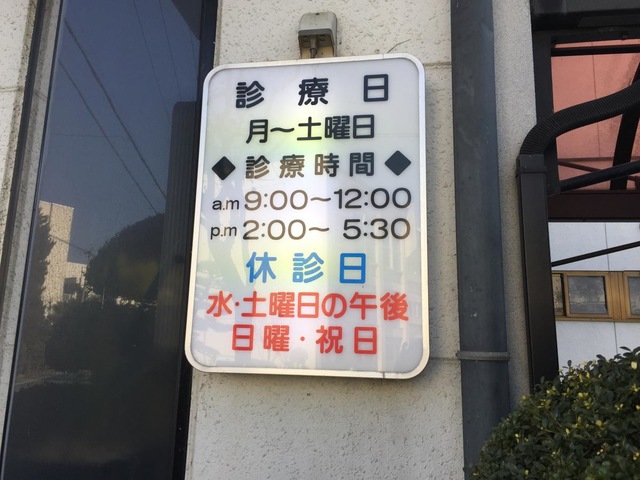 診療日
月～土曜日
◆診療時間◆
a.m 9:00～12:00
p.m 2:00～5:30
休診日
水・土曜日の午後
日曜・祝日